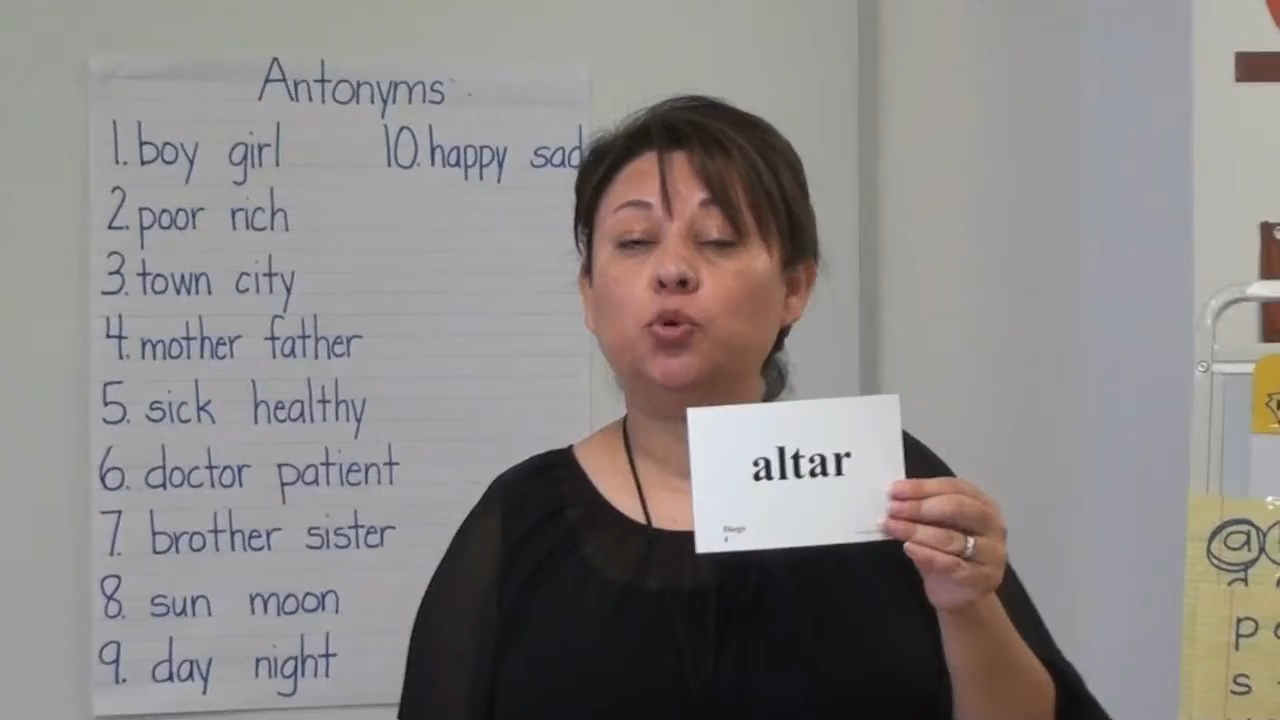 Antonyms
1. boy girl 10. happy sad
2. poor rich
3. town city
4. mother father
5. sick healthy
6. doctor patient
7. brother sister
8. sun moon
9. day night
altar
Diego
a
p
s